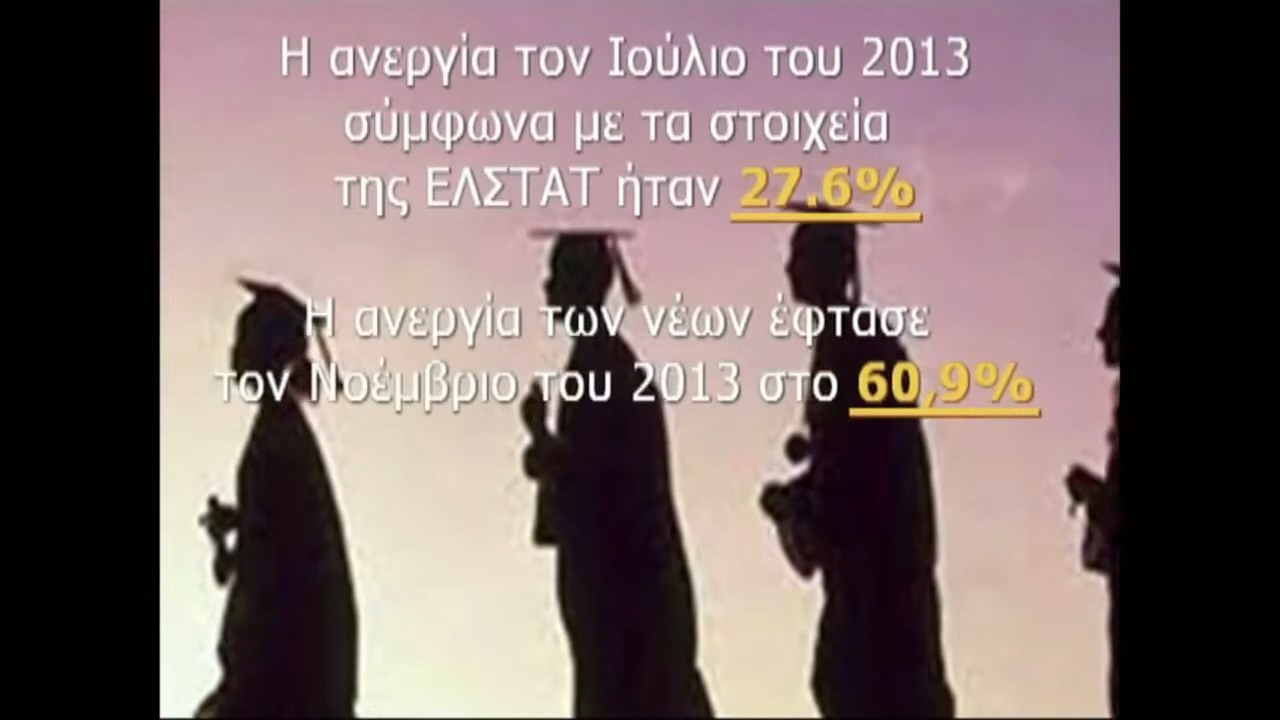 Η ανεργία τον Ιούλιο του 2013
σύμφωνα με τα στοιχεία
της ΕΛΣΤΑΤ ήταν 27.6%
Η ανεργία των νέων έφτασε
τον Νοέμβριο του 2013 στο 60,9%